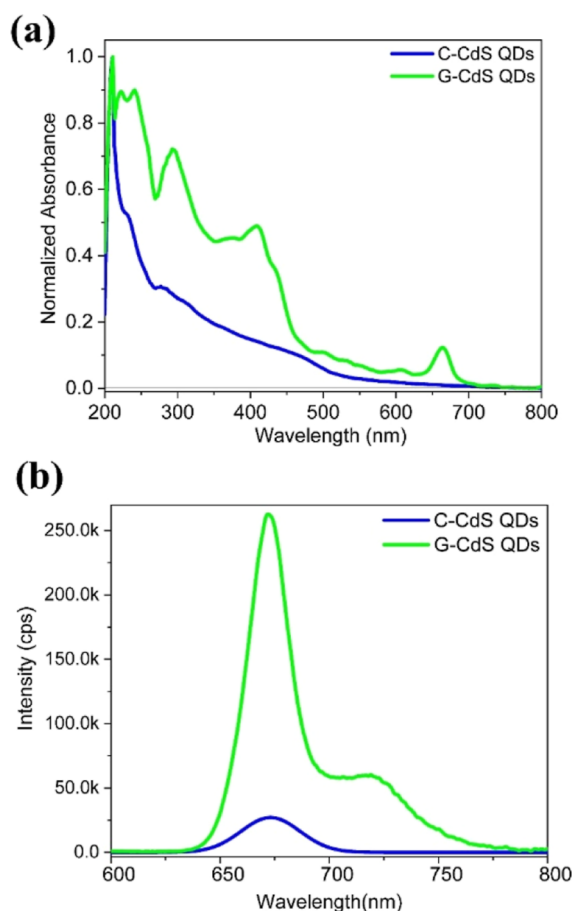 (a)
C-CdS QDs
G-CdS QDs
Normalized Absorbance
1.0
0.8
0.6
0.4
0.2
0.0
200 300 400 500 600 700 800
Wavelength (nm)
(b)
C-CdS QDs
G-CdS QDs
Intensity (cps)
250.0k
200.0k
150.0k
100.0k
50.0k
0.0
600 650 700 750 800
Wavelength(nm)